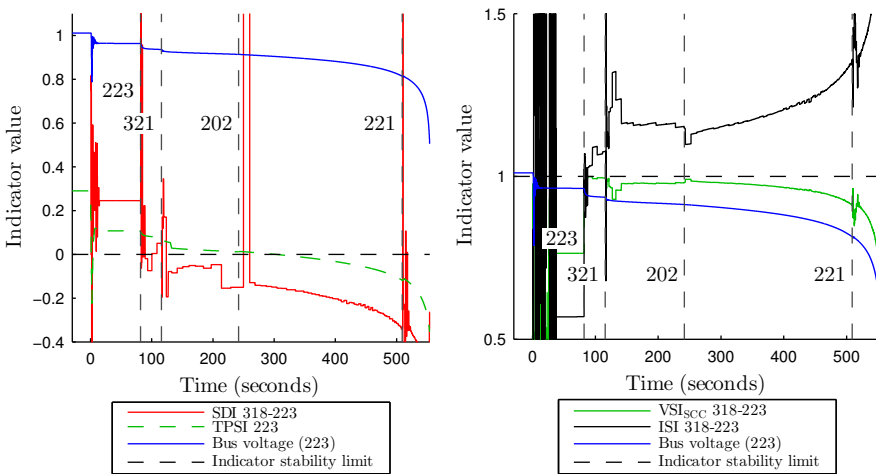 1
0.8
0.6
0.4
0.2
0
−0.2
−0.4
Indicator value
223
321
202
221
0
100
200
300
400
500
Time (seconds)
SDI 318-223
TPSI 223
Bus voltage (223)
Indicator stability limit
1.5
1
0.5
Indicator value
223
321
202
221
0
100
200
300
400
500
Time (seconds)
VSI_SCC 318-223
ISI 318-223
Bus voltage (223)
Indicator stability limit